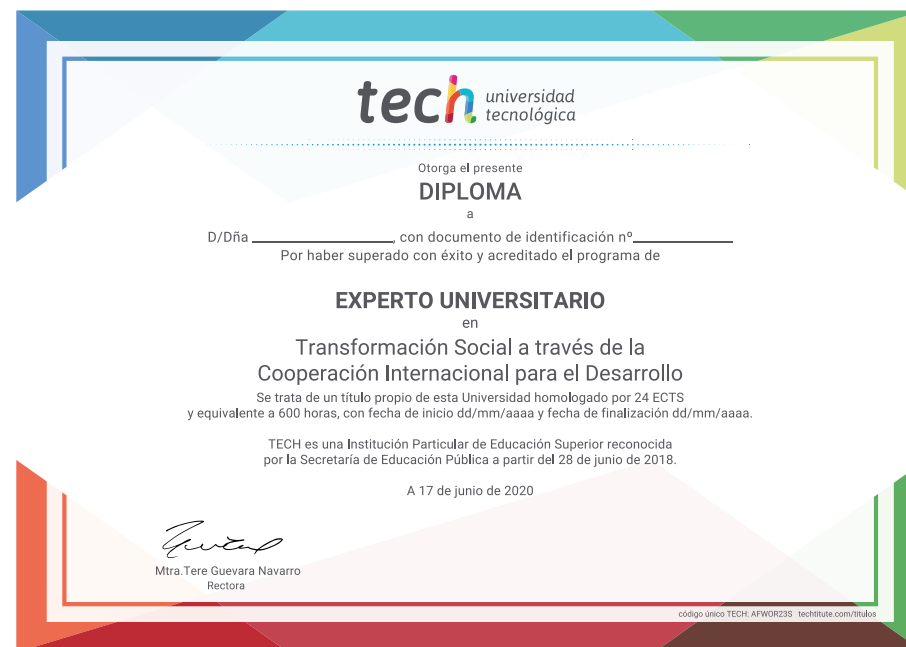 tech universidad
tecnológica
Otorga el presente
DIPLOMA
a
D/Dña ____________________, con documento de identificación nº______________
Por haber superado con éxito y acreditado el programa de
EXPERTO UNIVERSITARIO
en
Transformación Social a través de la
Cooperación Internacional para el Desarrollo
Se trata de un título propio de esta Universidad homologado por 24 ECTS
y equivalente a 600 horas, con fecha de inicio dd/mm/aaaa y fecha de finalización dd/mm/aaaa.
TECH es una Institución Particular de Educación Superior reconocida
por la Secretaría de Educación Pública a partir del 28 de junio de 2018.
A 17 de junio de 2020
Mtra.Tere Guevara Navarro
Rectora
código único TECH: AFWOR23S techtitute.com/titulos